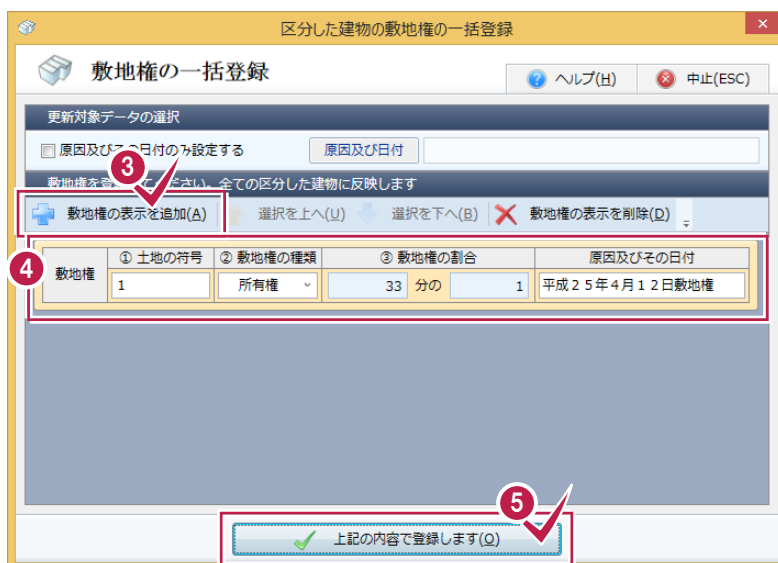 区分した建物の敷地権の一括登録
敷地権の一括登録
ヘルプ(H) 中止(ESC)
更新対象データの選択
原因及びその日付のみ設定する 原因及び日付
敷地権を登 してください。全ての区分した建物に反映します
3
敷地権の表示を追加(A) 選択を上へ(U) 選択を下へ(B) 敷地権の表示を削除(D)
4
敷地権 ① 土地の符号 ② 敷地権の種類 ③ 敷地権の割合 原因及びその日付
1 所有権 33 分の 1 平成25年4月12日敷地権
5
上記の内容で登録します(O)